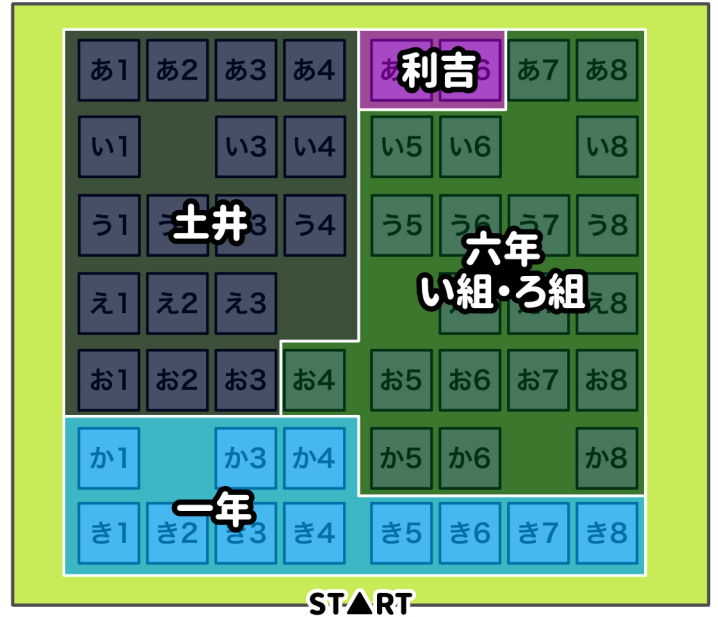 あ1 あ2 あ3 あ4 利吉 あ7 あ8
い1 い3 い4 い5 い6 い8
う1 土井 う4 う5 う6 う7 う8
六年
い組・ろ組
え1 え2 え3 え8
お1 お2 お3 お4 お5 お6 お7 お8
か1 か3 か4 か5 か6 か8
一年
き1 き2 き3 き4 き5 き6 き7 き8
START